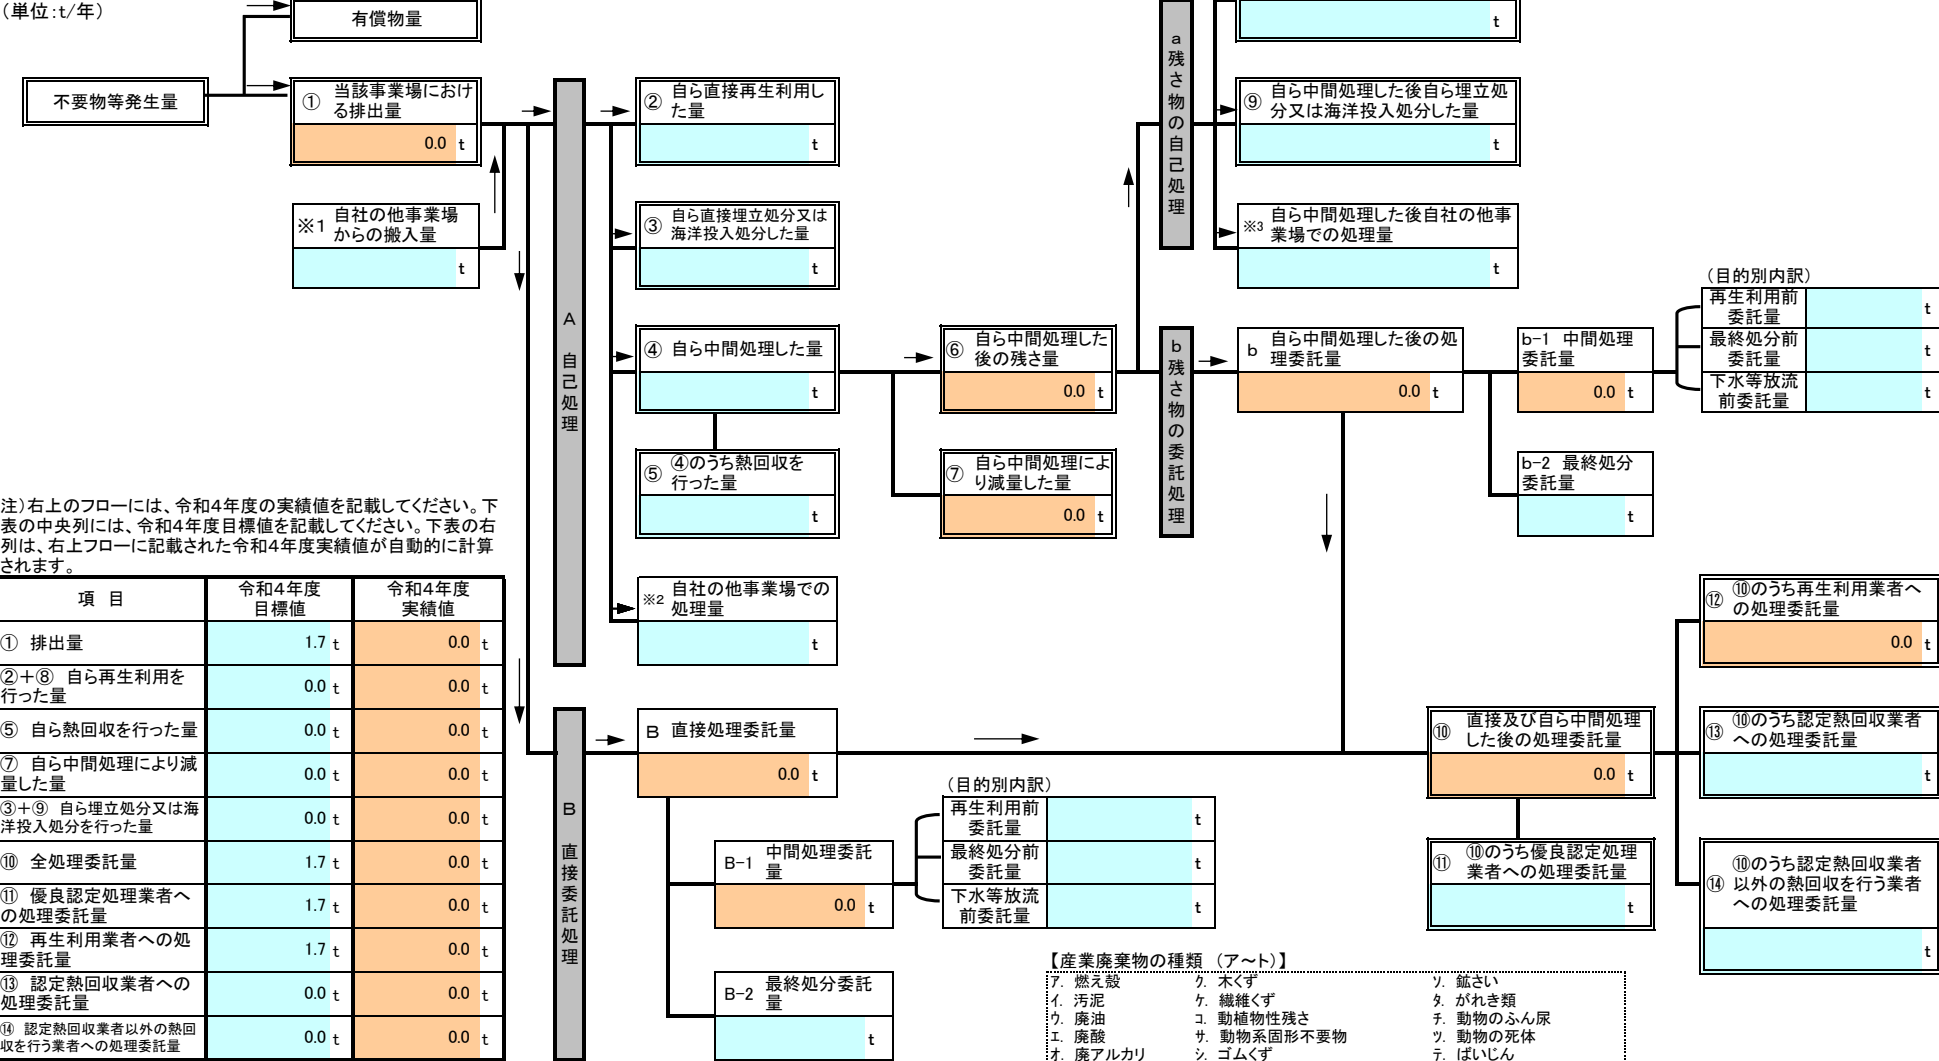 （単位：t/年）
有償物量
不要物等発生量
① 当該事業場におけ
る排出量
0.0 t
※1 自社の他事業場
からの搬入量
t
A 自己処理
② 自ら直接再生利用し
た量
t
③ 自ら直接埋立処分又は
海洋投入処分した量
t
④ 自ら中間処理した量
t
⑤ ④のうち熱回収を
行った量
t
※2 自社の他事業場での
処理量
t
⑥ 自ら中間処理した
後の残さ量
0.0 t
⑦ 自ら中間処理によ
り減量した量
0.0 t
a 残さ物の自己処理
t
⑨ 自ら中間処理した後自ら埋立処
分又は海洋投入処分した量
t
※3 自ら中間処理した後自社の他事
業場での処理量
t
b 残さ物の委託処理
b 自ら中間処理した後の処
理委託量
0.0 t
b-1 中間処理
委託量
0.0 t
b-2 最終処分
委託量
t
（目的別内訳）
再生利用前
委託量
t
最終処分前
委託量
t
下水等放流
前委託量
t
注）右上のフローには、令和4年度の実績値を記載してください。下
表の中央列には、令和4年度目標値を記載してください。下表の右
列は、右上フローに記載された令和4年度実績値が自動的に計算
されます。
項 目 令和4年度
目標値 令和4年度
実績値
① 排出量 1.7 t 0.0 t
②＋⑧ 自ら再生利用を
行った量 0.0 t 0.0 t
⑤ 自ら熱回収を行った量 0.0 t 0.0 t
⑦ 自ら中間処理により減
量した量 0.0 t 0.0 t
③＋⑨ 自ら埋立処分又は海
洋投入処分を行った量 0.0 t 0.0 t
⑩ 全処理委託量 1.7 t 0.0 t
⑪ 優良認定処理業者へ
の処理委託量 1.7 t 0.0 t
⑫ 再生利用業者への処
理委託量 1.7 t 0.0 t
⑬ 認定熱回収業者への
処理委託量 0.0 t 0.0 t
⑭ 認定熱回収業者以外の熱回
収を行う業者への処理委託量 0.0 t 0.0 t
B 直接委託処理
B 直接処理委託量
0.0 t
B-1 中間処理委託
量
0.0 t
B-2 最終処分委託
量
t
（目的別内訳）
再生利用前
委託量
t
最終処分前
委託量
t
下水等放流
前委託量
t
⑩ 直接及び自ら中間処理
した後の処理委託量
0.0 t
⑪ ⑩のうち優良認定処理
業者への処理委託量
t
⑫ ⑩のうち再生利用業者へ
の処理委託量
0.0 t
⑬ ⑩のうち認定熱回収業者
への処理委託量
t
⑭ ⑩のうち認定熱回収業者
以外の熱回収を行う業者
への処理委託量
t
【産業廃棄物の種類 （ア～ト）】
ア. 燃え殻 ク. 木くず ソ. 鉱さい
イ. 汚泥 ケ. 繊維くず タ. がれき類
ウ. 廃油 コ. 動植物性残さ チ. 動物のふん尿
エ. 廃酸 サ. 動物系固形不要物 ツ. 動物の死体
オ. 廃アルカリ シ. ゴムくず テ. ばいじん